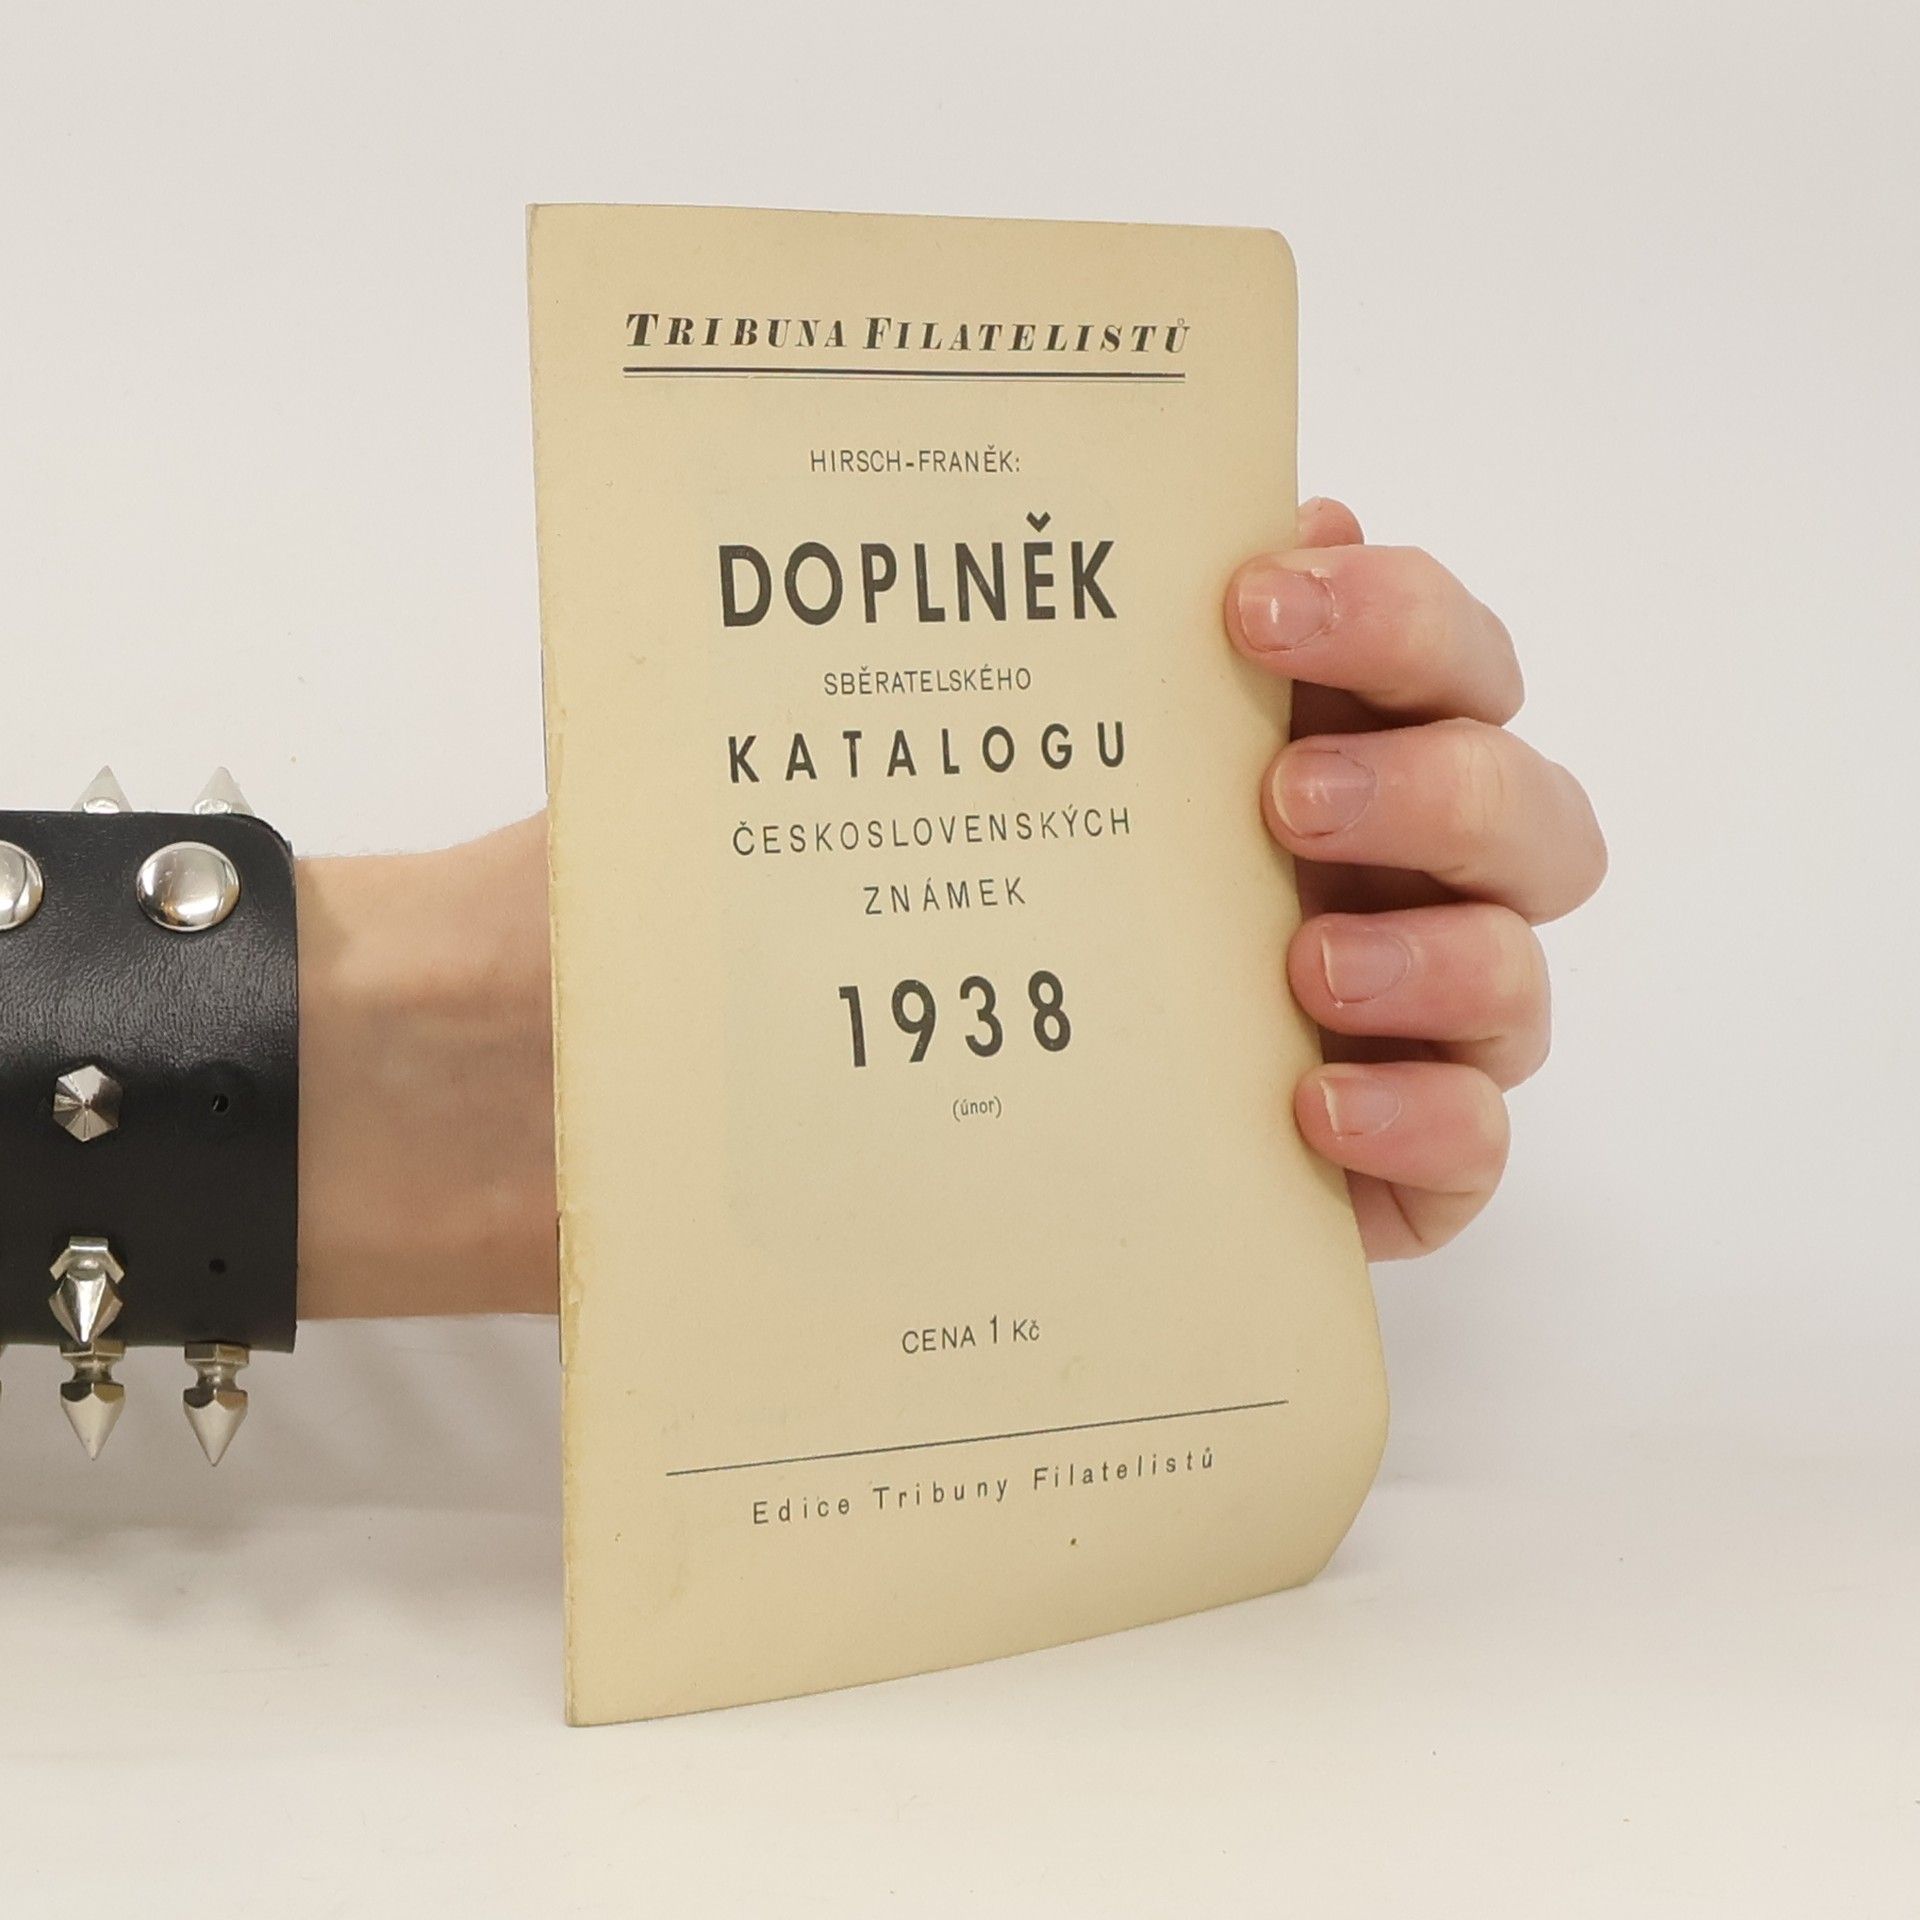 TRIBUNA FILATELISTŮ
HIRSCH-FRANĚK:
DOPLNĚK
SBĚRATELSKÉHO
KATALOGU
ČESKOSLOVENSKÝCH
ZNÁMEK
1938
(únor)
CENA 1 Kč
Edice Tribuny Filatelistů